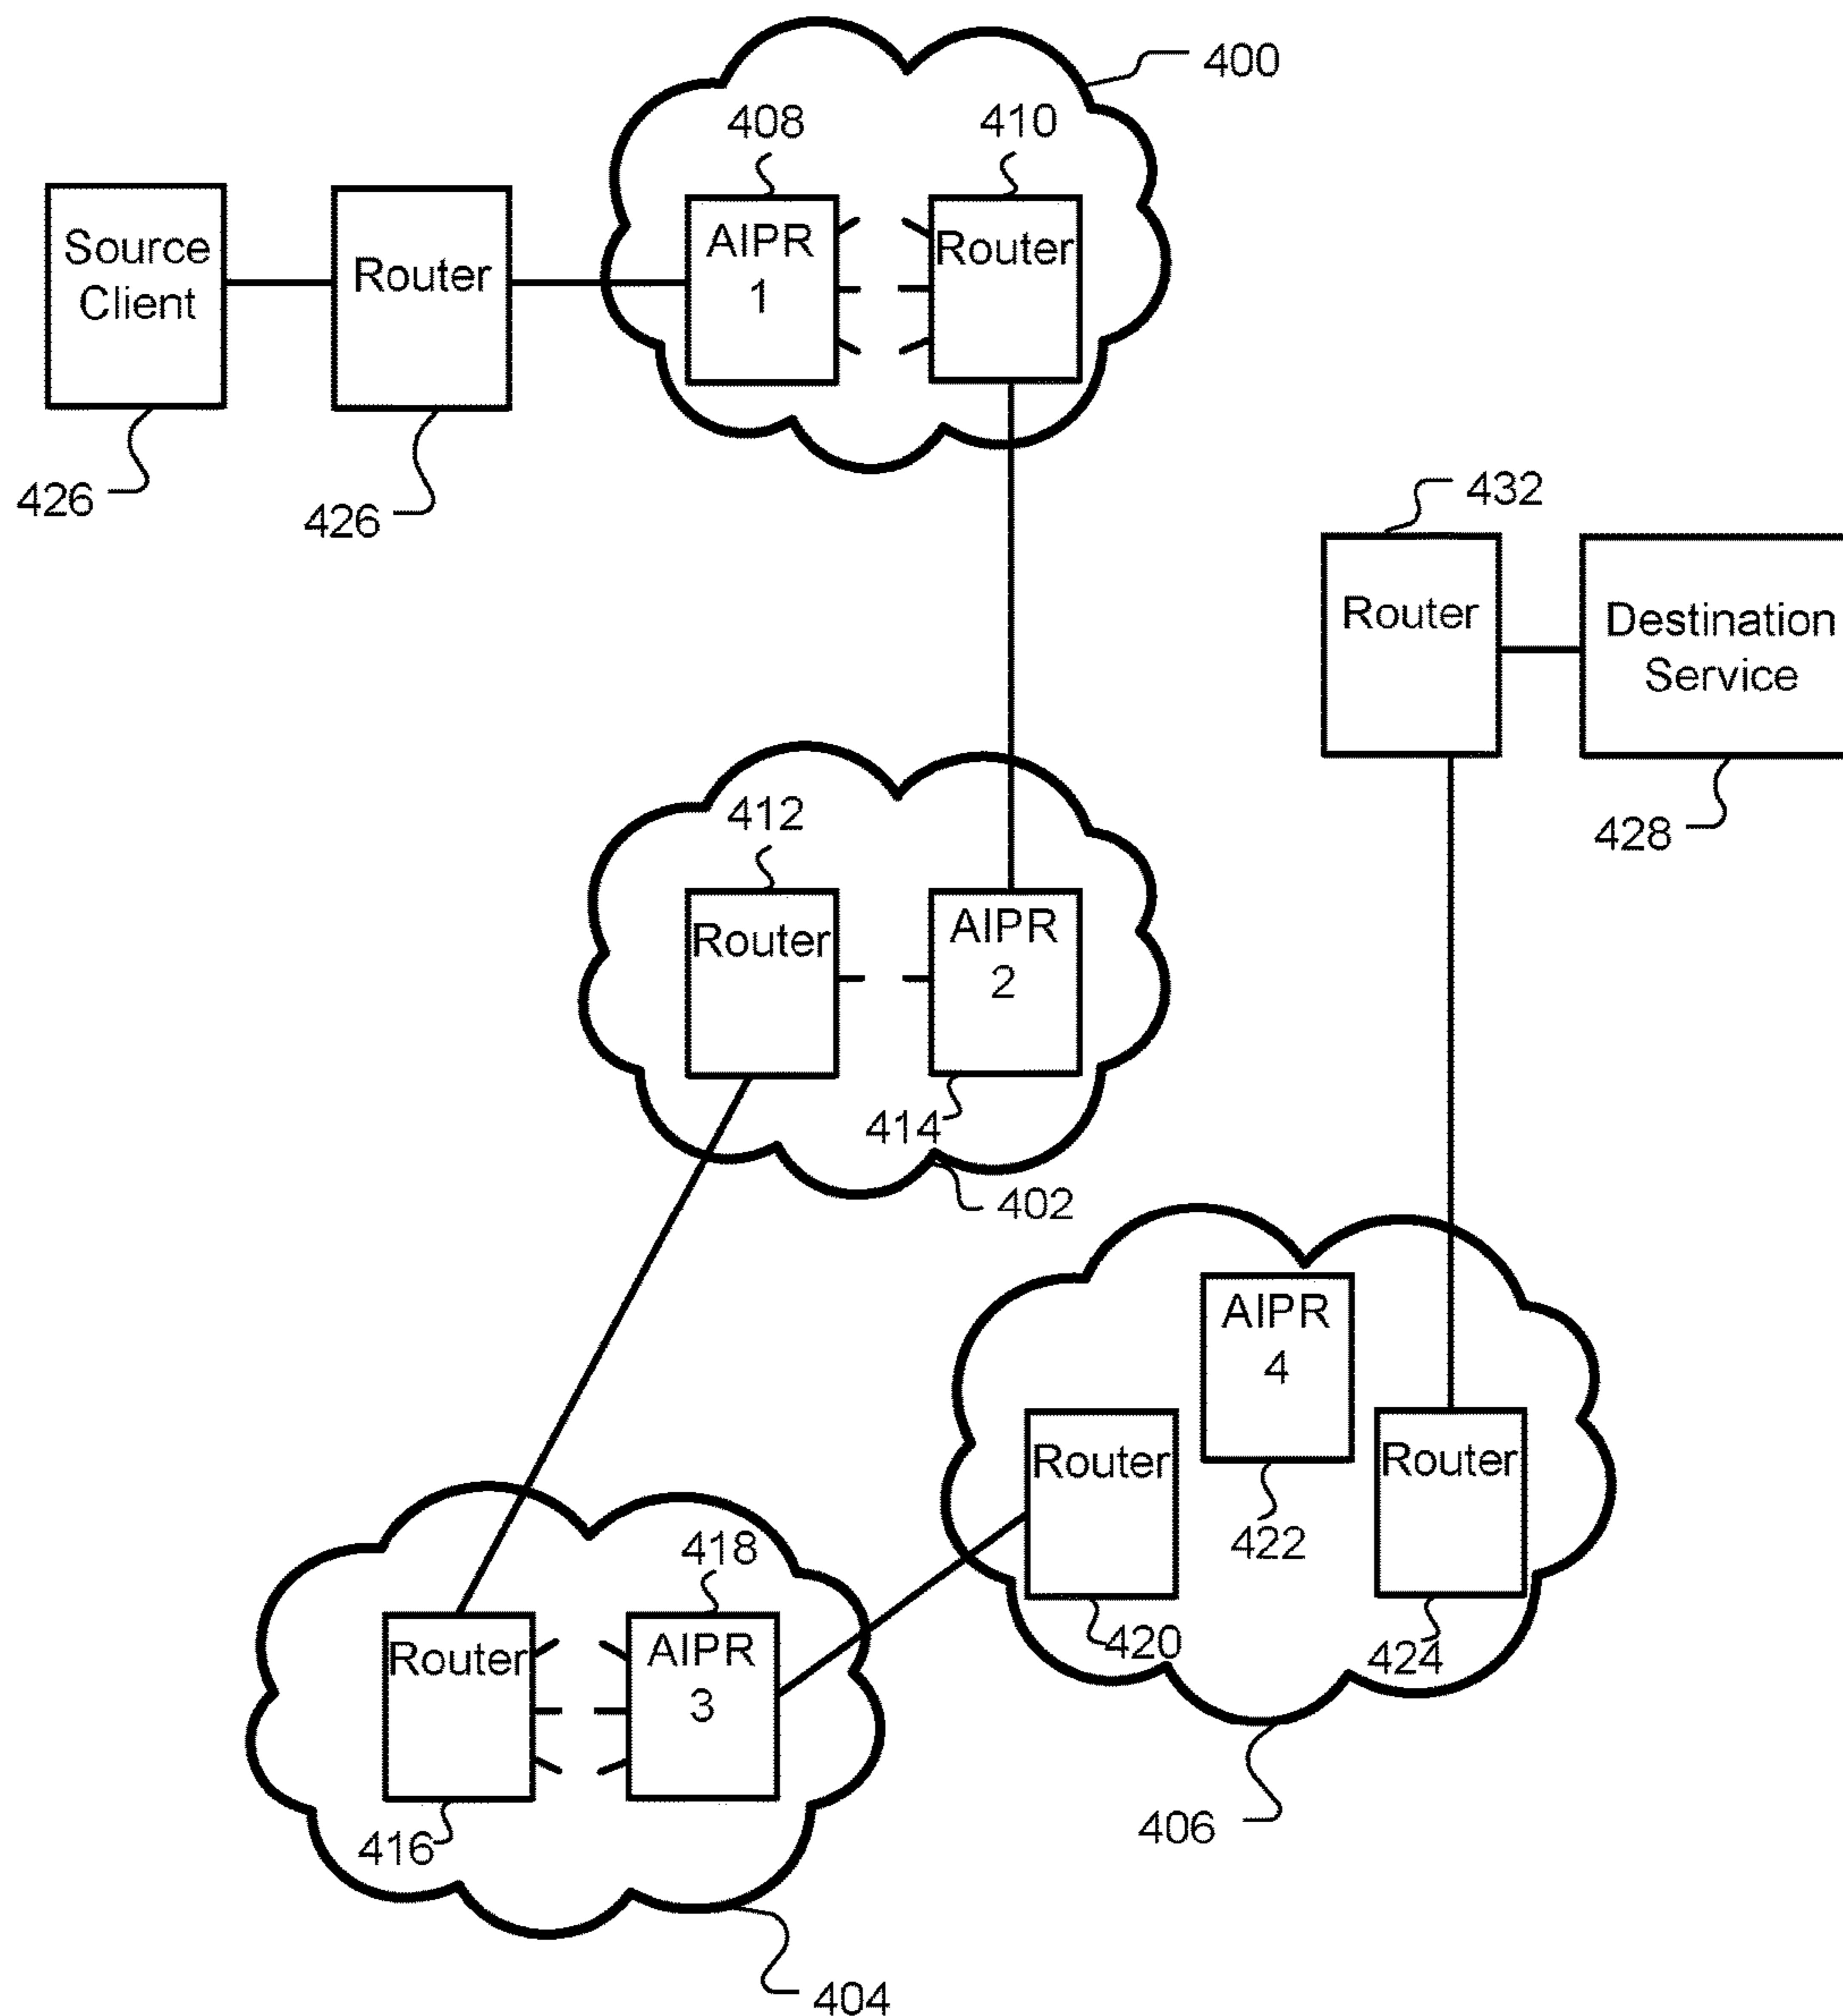 400
408
410
Source
Client
Router
AIPR
1
Router
426
426
432
Router
Destination
Service
428
412
Router
AIPR
2
414
402
AIPR
4
Router
Router
422
420
424
418
Router
AIPR
3
416
406
404